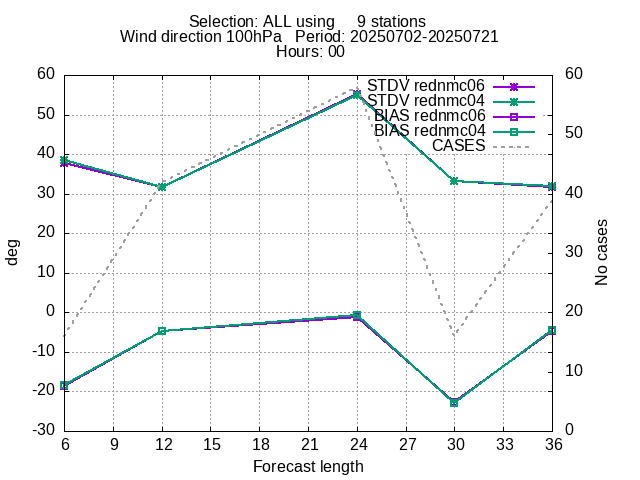 Selection: ALL using     9 stations
Wind direction 100hPa   Period: 20250702-20250721
Hours: 00
STDV rednmc06
STDV rednmc04
BIAS rednmc06
BIAS rednmc04
CASES
60
50
40
30
20
10
0
-10
-20
-30
deg
60
50
40
30
20
10
0
No cases
6 9 12 15 18 21 24 27 30 33 36
Forecast length